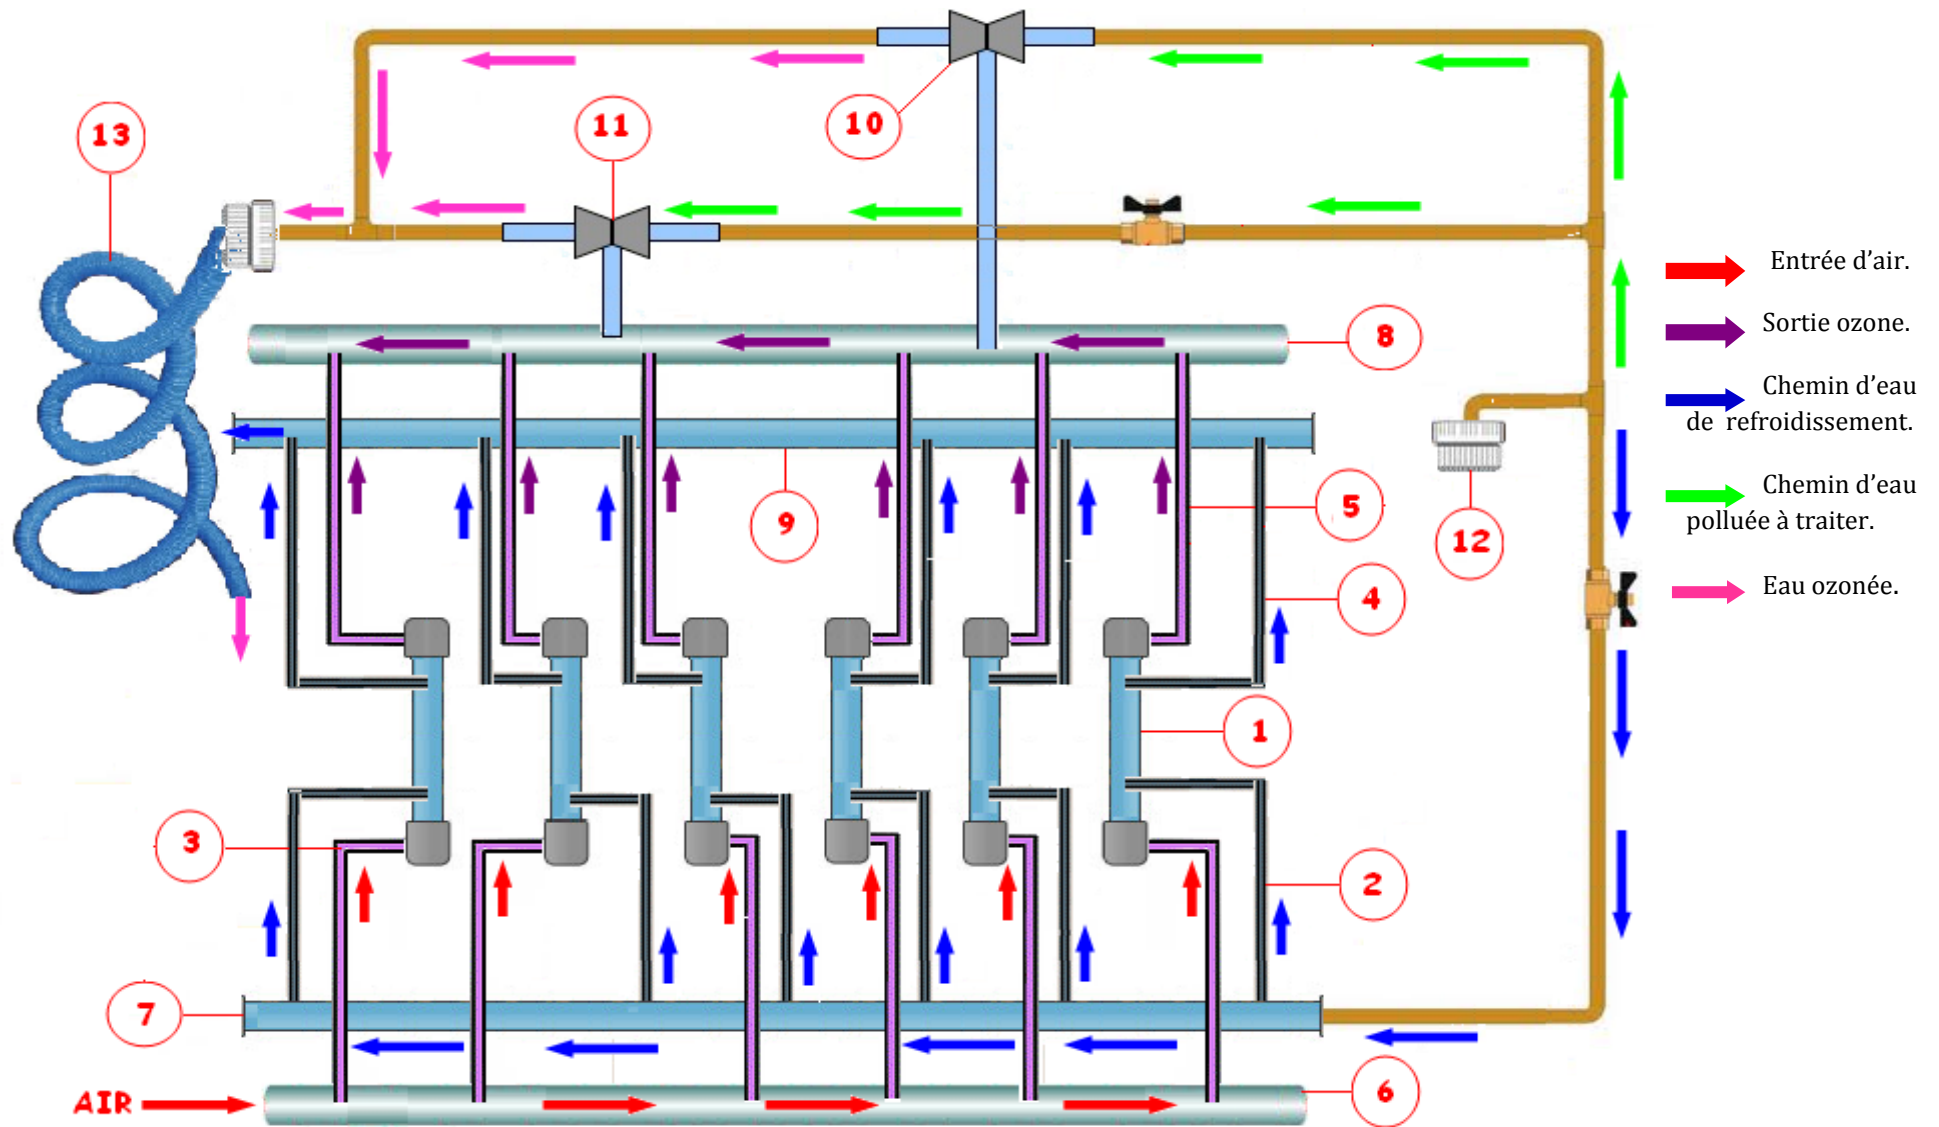 10
11
13
8
Entrée d’air.
Sortie ozone.
Chemin d’eau
de refroidissement.
Chemin d’eau
polluée à traiter.
Eau ozonée.
9
5
12
4
1
3
2
7
6
AIR